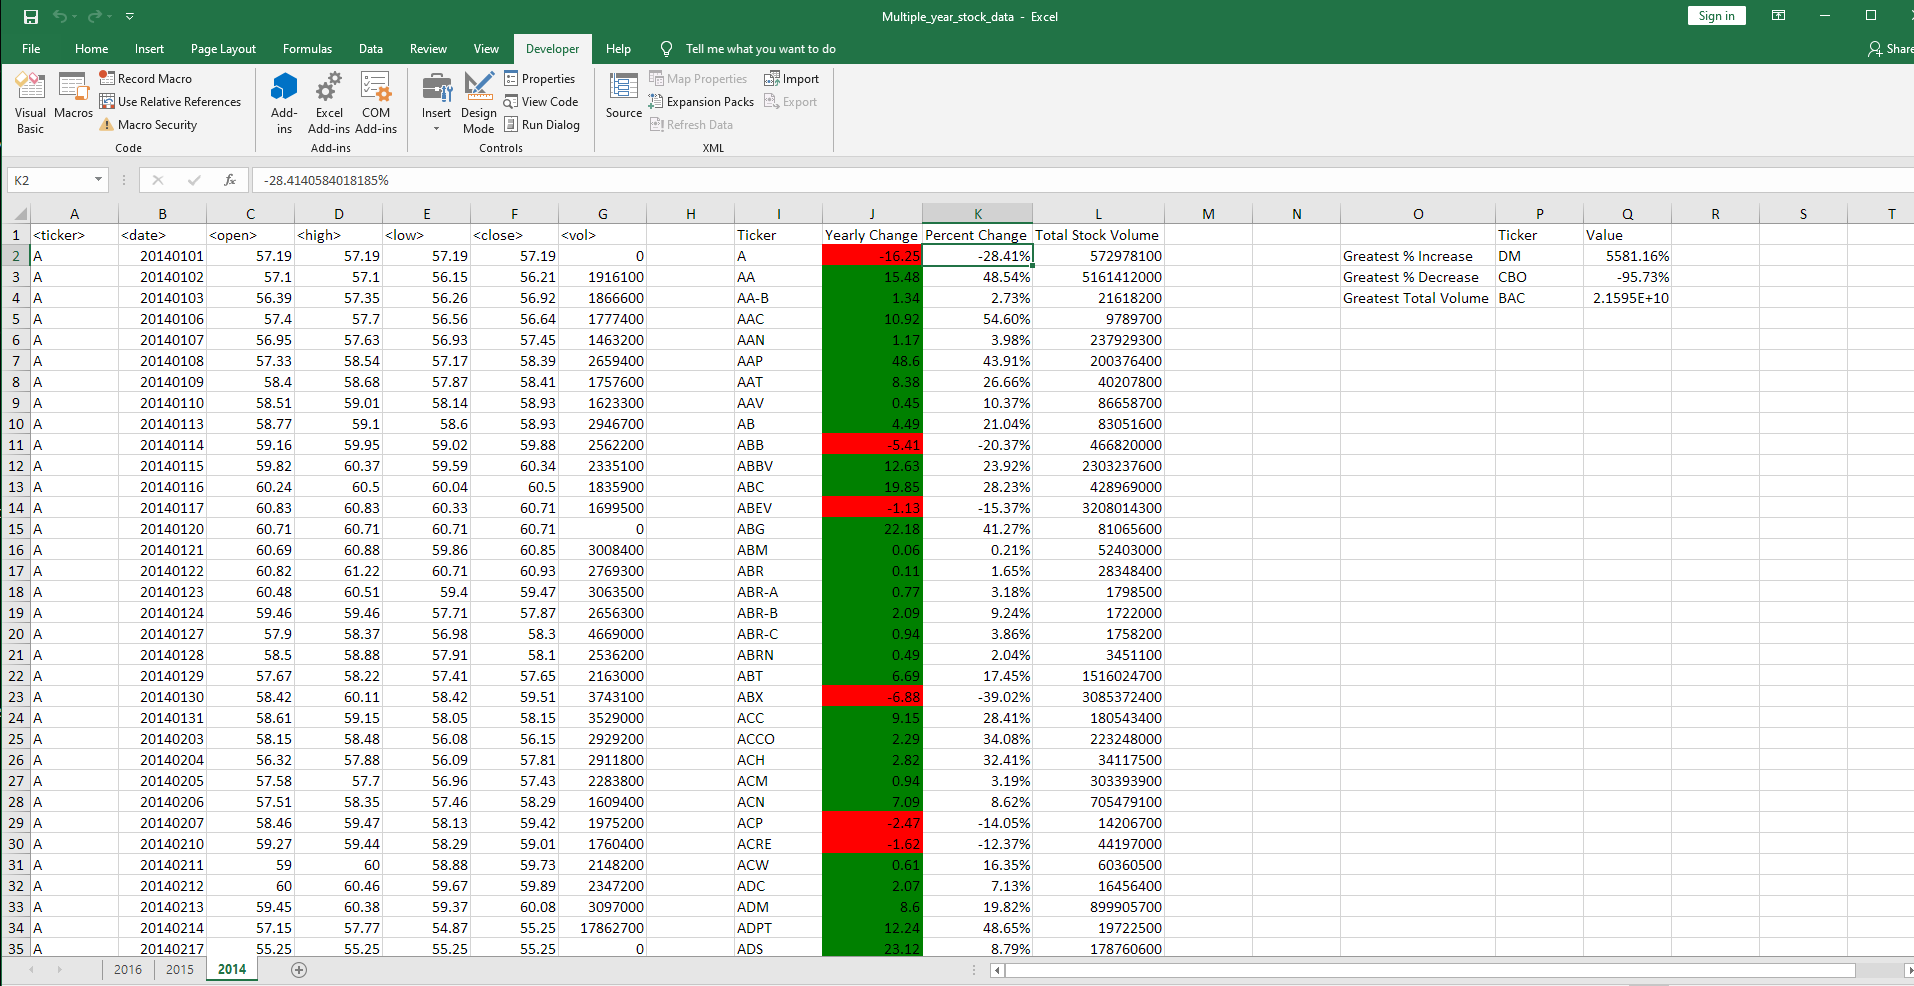 Multiple_year_stock_data - Excel
Sign in
File Home Insert Page Layout Formulas Data Review View Developer Help Tell me what you want to do Share
Visual Basic
Macros
Record Macro
Use Relative References
Macro Security
Code
Add-ins
Excel Add-ins
COM Add-ins
Add-ins
Insert
Design Mode
Properties
View Code
Run Dialog
Controls
Source
Map Properties
Expansion Packs
Refresh Data
Import
Export
XML
K2 fx -28.4140584018185%
A B C D E F G H I J K L M N O P Q R S T
1 <ticker> <date> <open> <high> <low> <close> <vol> Ticker Yearly Change Percent Change Total Stock Volume Ticker Value
2 A 20140101 57.19 57.19 57.19 57.19 0 A -16.25 -28.41% 572978100 Greatest % Increase DM 5581.16%
3 A 20140102 57.1 57.1 56.15 56.21 1916100 AA 15.48 48.54% 5161412000 Greatest % Decrease CBO -95.73%
4 A 20140103 56.39 57.35 56.26 56.92 1866600 AA-B 1.34 2.73% 21618200 Greatest Total Volume BAC 2.1595E+10
5 A 20140106 57.4 57.7 56.56 56.64 1777400 AAC 10.92 54.60% 9789700
6 A 20140107 56.95 57.63 56.93 57.45 1463200 AAN 1.17 3.98% 237929300
7 A 20140108 57.33 58.54 57.17 58.39 2659400 AAP 48.6 43.91% 200376400
8 A 20140109 58.4 58.68 57.87 58.41 1757600 AAT 8.38 26.66% 40207800
9 A 20140110 58.51 59.01 58.14 58.93 1623300 AAV 0.45 10.37% 86658700
10 A 20140113 58.77 59.1 58.6 58.93 2946700 AB 4.49 21.04% 83051600
11 A 20140114 59.16 59.95 59.02 59.88 2562200 ABB -5.41 -20.37% 466820000
12 A 20140115 59.82 60.37 59.59 60.34 2335100 ABBV 12.63 23.92% 2303237600
13 A 20140116 60.24 60.5 60.04 60.5 1835900 ABC 19.85 28.23% 428969000
14 A 20140117 60.83 60.83 60.33 60.71 1699500 ABEV -1.13 -15.37% 3208014300
15 A 20140120 60.71 60.71 60.71 60.71 0 ABG 22.18 41.27% 81065600
16 A 20140121 60.69 60.88 59.86 60.85 3008400 ABM 0.06 0.21% 52403000
17 A 20140122 60.82 61.22 60.71 60.93 2769300 ABR 0.11 1.65% 28348400
18 A 20140123 60.48 60.51 59.4 59.47 3063500 ABR-A 0.77 3.18% 1798500
19 A 20140124 59.46 59.46 57.71 57.87 2656300 ABR-B 2.09 9.24% 1722000
20 A 20140127 57.9 58.37 56.98 58.3 4669000 ABR-C 0.94 3.86% 1758200
21 A 20140128 58.5 58.88 57.91 58.1 2536200 ABRN 0.49 2.04% 3451100
22 A 20140129 57.67 58.22 57.41 57.65 2163000 ABT 6.69 17.45% 1516024700
23 A 20140130 58.42 60.11 58.42 59.51 3743100 ABX -6.88 -39.02% 3085372400
24 A 20140131 58.61 59.15 58.05 58.15 3529000 ACC 9.15 28.41% 180543400
25 A 20140203 58.15 58.48 56.08 56.15 2929200 ACCO 2.29 34.08% 223248000
26 A 20140204 56.32 57.88 56.09 57.81 2911800 ACH 2.82 32.41% 34117500
27 A 20140205 57.58 57.7 56.96 57.43 2283800 ACM 0.94 3.19% 303393900
28 A 20140206 57.51 58.35 57.46 58.29 1609400 ACN 7.09 8.62% 705479100
29 A 20140207 58.46 59.47 58.13 59.42 1975200 ACP -2.47 -14.05% 14206700
30 A 20140210 59.27 59.44 58.29 59.01 1760400 ACRE -1.62 -12.37% 44197000
31 A 20140211 59 60 58.88 59.73 2148200 ACW 0.61 16.35% 60360500
32 A 20140212 60 60.46 59.67 59.89 2347200 ADC 2.07 7.13% 16456400
33 A 20140213 59.45 60.38 59.37 60.08 3097000 ADM 8.6 19.82% 899905700
34 A 20140214 57.15 57.77 54.87 55.25 17862700 ADPT 12.24 48.65% 19722500
35 A 20140217 55.25 55.25 55.25 55.25 0 ADS 23.12 8.79% 178760600
2016 2015 2014